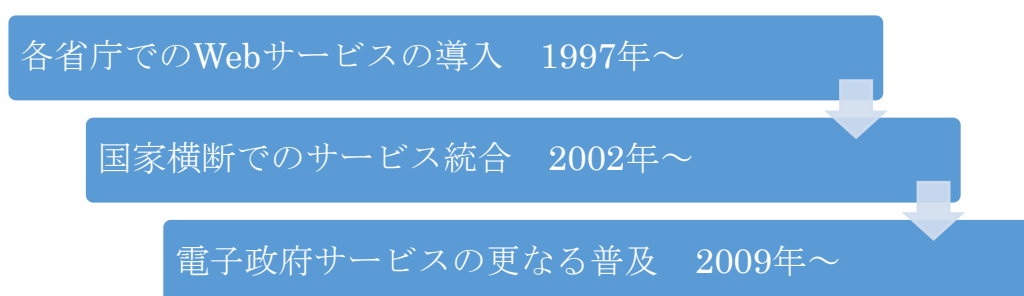 各省庁でのWebサービスの導入　1997年～
国家横断でのサービス統合　2002年～
電子政府サービスの更なる普及　2009年～